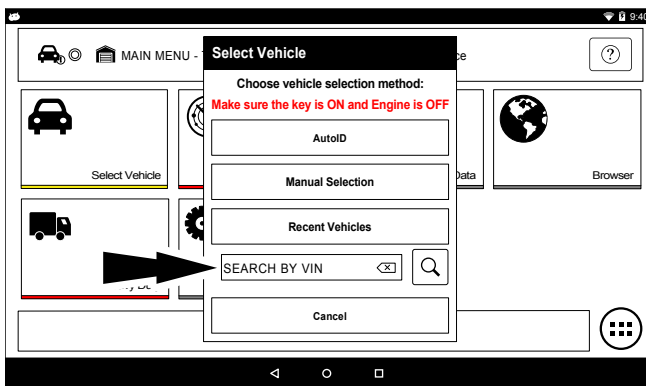 9:40
MAIN MENU -
Select Vehicle
ce
?
Choose vehicle selection method:
Make sure the key is ON and Engine is OFF
AutoID
Select Vehicle
Data
Browser
Manual Selection
Recent Vehicles
SEARCH BY VIN
Cancel